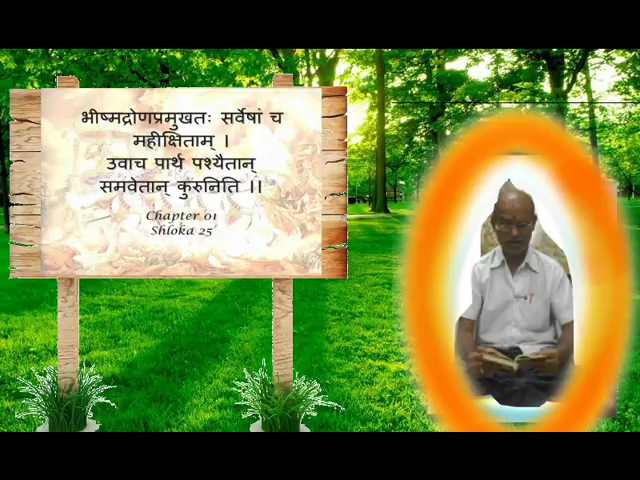 भीष्मद्रोणप्रमुखतः सर्वेषां च
महीक्षिताम् ।
उवाच पार्थ पश्यैतान्
समवेतान् कुरुनिति ।।
Chapter 01
Shloka 25